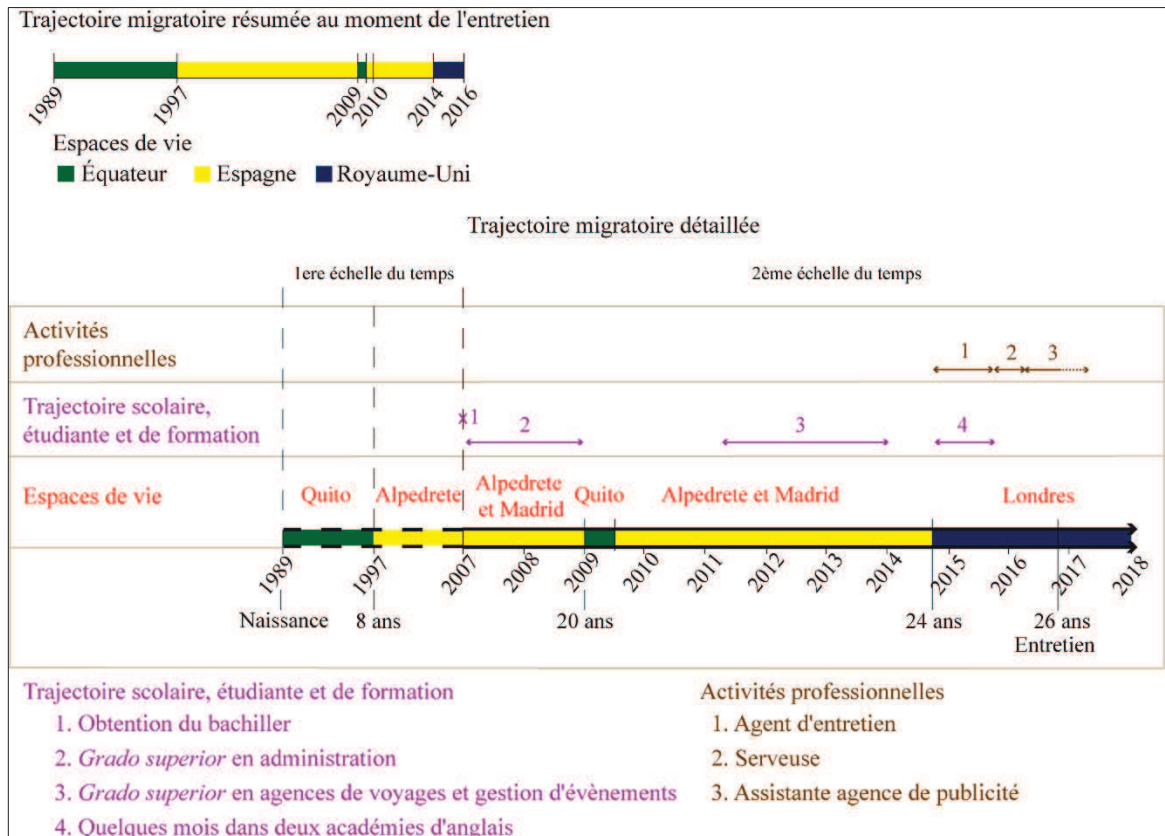 Trajectoire migratoire résumée au moment de l'entretien
1989 1997 2009 2010 2014 2016
Espaces de vie
Équateur Espagne Royaume-Uni
Trajectoire migratoire détaillée
1ere échelle du temps 2ème échelle du temps
Activités
professionnelles
1 2 3
Trajectoire scolaire,
étudiante et de formation
1 2 3 4
Espaces de vie
Quito Alpedrete Alpedrete
et Madrid Quito Alpedrete et Madrid Londres
1989 1997 2007 2008 2009 2010 2011 2012 2013 2014 2015 2016 2017 2018
Naissance 8 ans 20 ans 24 ans 26 ans
Entretien
Trajectoire scolaire, étudiante et de formation
1. Obtention du bachiller
2. Grado superior en administration
3. Grado superior en agences de voyages et gestion d'évènements
4. Quelques mois dans deux académies d'anglais
Activités professionnelles
1. Agent d'entretien
2. Serveuse
3. Assistante agence de publicité